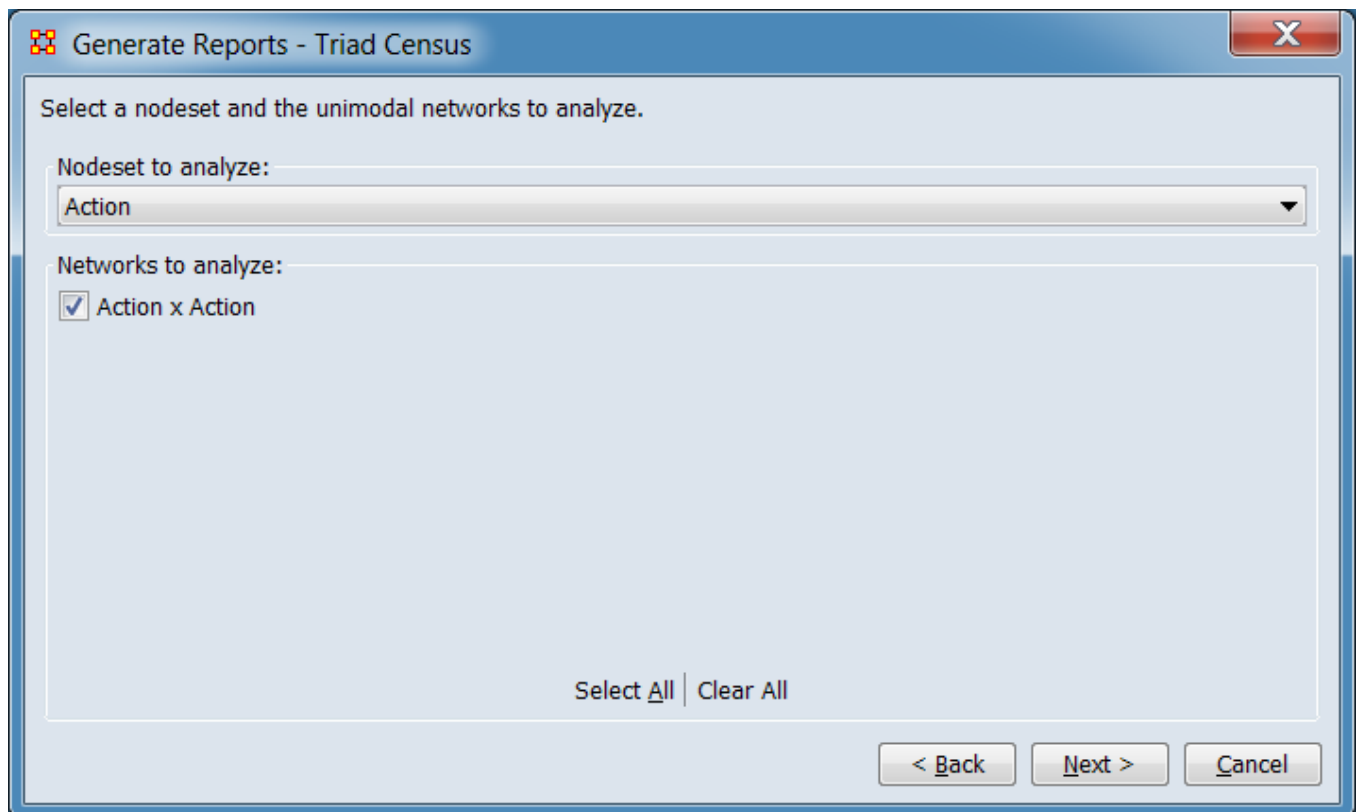 Generate Reports - Triad Census
X
Select a nodeset and the unimodal networks to analyze.
Nodeset to analyze:
Action
Networks to analyze:
Action x Action
Select All | Clear All
< Back Next > Cancel